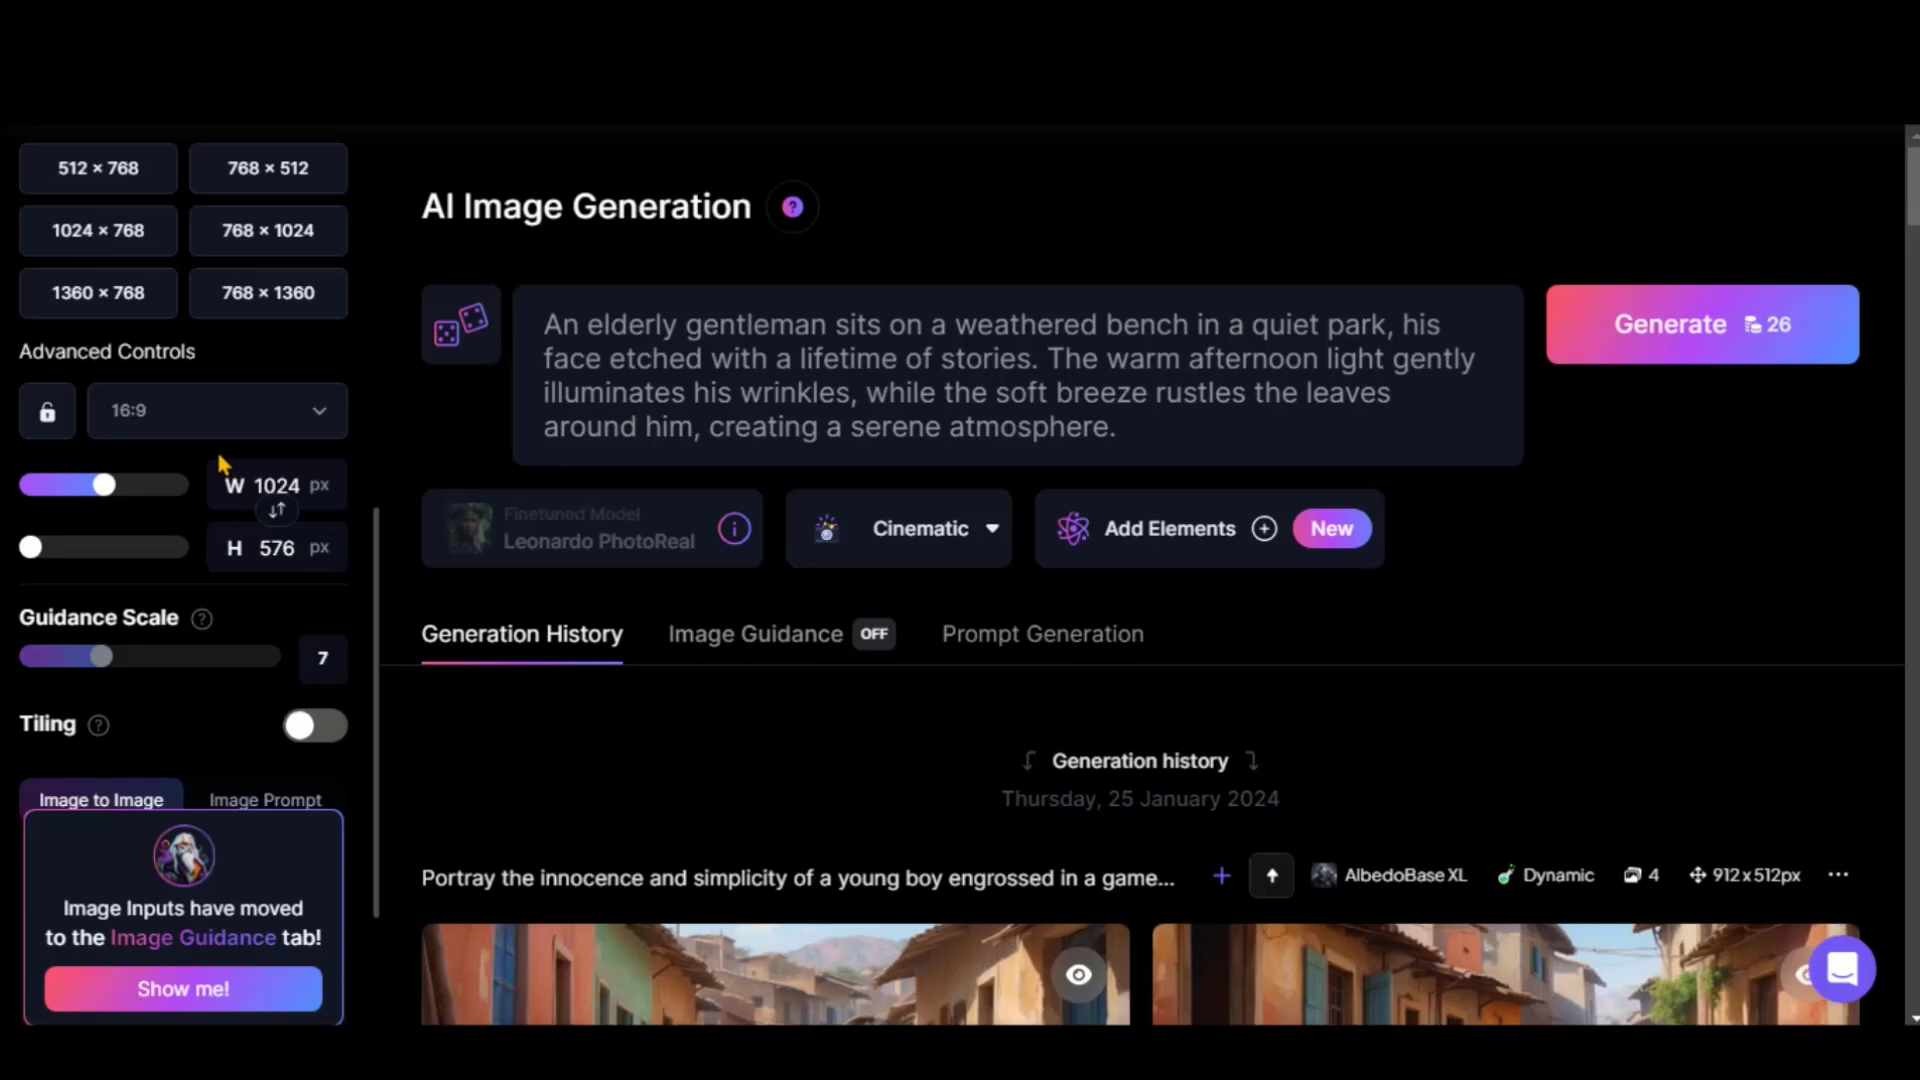 512 × 768
768 × 512
1024 × 768
768 × 1024
1360 × 768
768 × 1360
Advanced Controls
16:9
W 1024 px
H 576 px
Guidance Scale ?
7
Tiling ?
Image to Image
Image Prompt
Image Inputs have moved
to the Image Guidance tab!
Show me!
AI Image Generation ?
An elderly gentleman sits on a weathered bench in a quiet park, his
face etched with a lifetime of stories. The warm afternoon light gently
illuminates his wrinkles, while the soft breeze rustles the leaves
around him, creating a serene atmosphere.
Generate 26
Finetuned Model
Leonardo PhotoReal
Cinematic
Add Elements
New
Generation History
Image Guidance OFF
Prompt Generation
Generation history
Thursday, 25 January 2024
Portray the innocence and simplicity of a young boy engrossed in a game...
AlbedoBase XL
Dynamic
4
912x512px